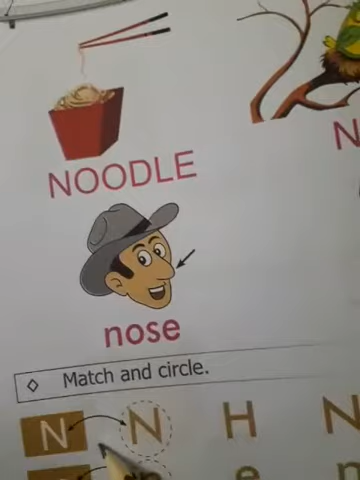 NOODLE
N
nose
◇ Match and circle.
N N H N
n e n